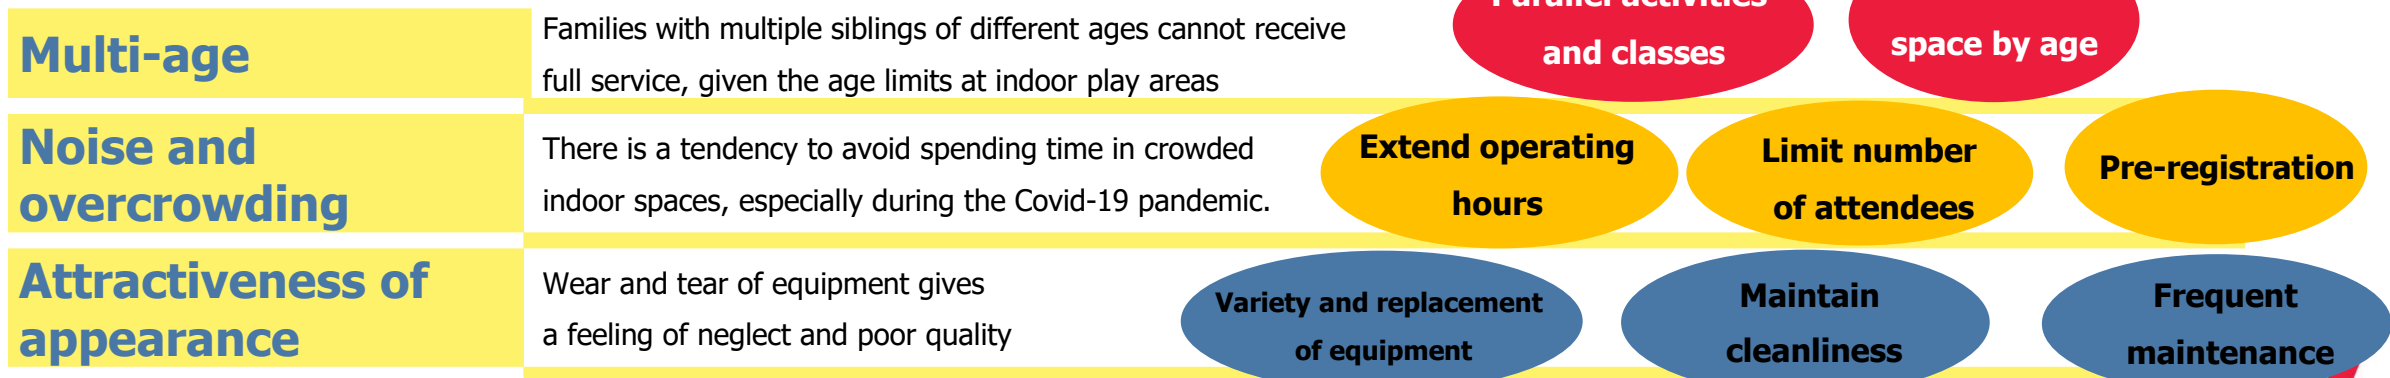 Multi-age
Families with multiple siblings of different ages cannot receive
full service, given the age limits at indoor play areas
Parallel activities
and classes
space by age
Noise and
overcrowding
There is a tendency to avoid spending time in crowded
indoor spaces, especially during the Covid-19 pandemic.
Extend operating
hours
Limit number
of attendees
Pre-registration
Attractiveness of
appearance
Wear and tear of equipment gives
a feeling of neglect and poor quality
Variety and replacement
of equipment
Maintain
cleanliness
Frequent
maintenance